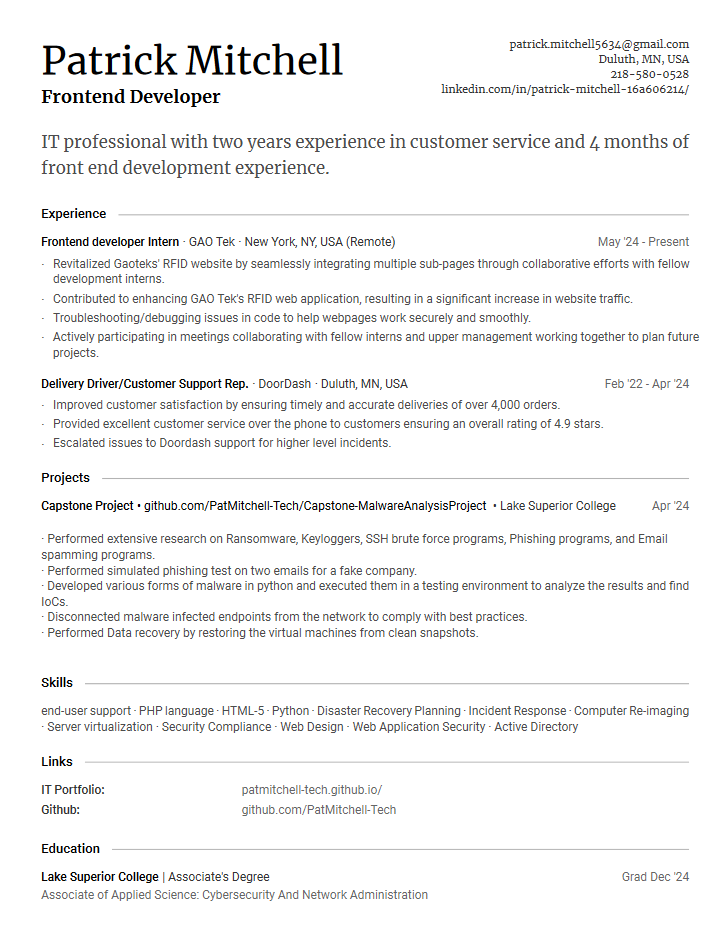 Patrick Mitchell
Frontend Developer
patrick.mitchell5634@gmail.com
Duluth, MN, USA
218-580-0528
linkedin.com/in/patrick-mitchell-16a606214/
IT professional with two years experience in customer service and 4 months of
front end development experience.
Experience
Frontend developer Intern · GAO Tek · New York, NY, USA (Remote) May '24 - Present
· Revitalized Gaoteks' RFID website by seamlessly integrating multiple sub-pages through collaborative efforts with fellow
development interns.
· Contributed to enhancing GAO Tek's RFID web application, resulting in a significant increase in website traffic.
· Troubleshooting/debugging issues in code to help webpages work securely and smoothly.
· Actively participating in meetings collaborating with fellow interns and upper management working together to plan future
projects.
Delivery Driver/Customer Support Rep. · DoorDash · Duluth, MN, USA Feb '22 - Apr '24
· Improved customer satisfaction by ensuring timely and accurate deliveries of over 4,000 orders.
· Provided excellent customer service over the phone to customers ensuring an overall rating of 4.9 stars.
· Escalated issues to Doordash support for higher level incidents.
Projects
Capstone Project • github.com/PatMitchell-Tech/Capstone-MalwareAnalysisProject • Lake Superior College Apr '24
· Performed extensive research on Ransomware, Keyloggers, SSH brute force programs, Phishing programs, and Email
spamming programs.
· Performed simulated phishing test on two emails for a fake company.
· Developed various forms of malware in python and executed them in a testing environment to analyze the results and find
IoCs.
· Disconnected malware infected endpoints from the network to comply with best practices.
· Performed Data recovery by restoring the virtual machines from clean snapshots.
Skills
end-user support · PHP language · HTML-5 · Python · Disaster Recovery Planning · Incident Response · Computer Re-imaging
· Server virtualization · Security Compliance · Web Design · Web Application Security · Active Directory
Links
IT Portfolio: patmitchell-tech.github.io/
Github: github.com/PatMitchell-Tech
Education
Lake Superior College | Associate's Degree Grad Dec '24
Associate of Applied Science: Cybersecurity And Network Administration